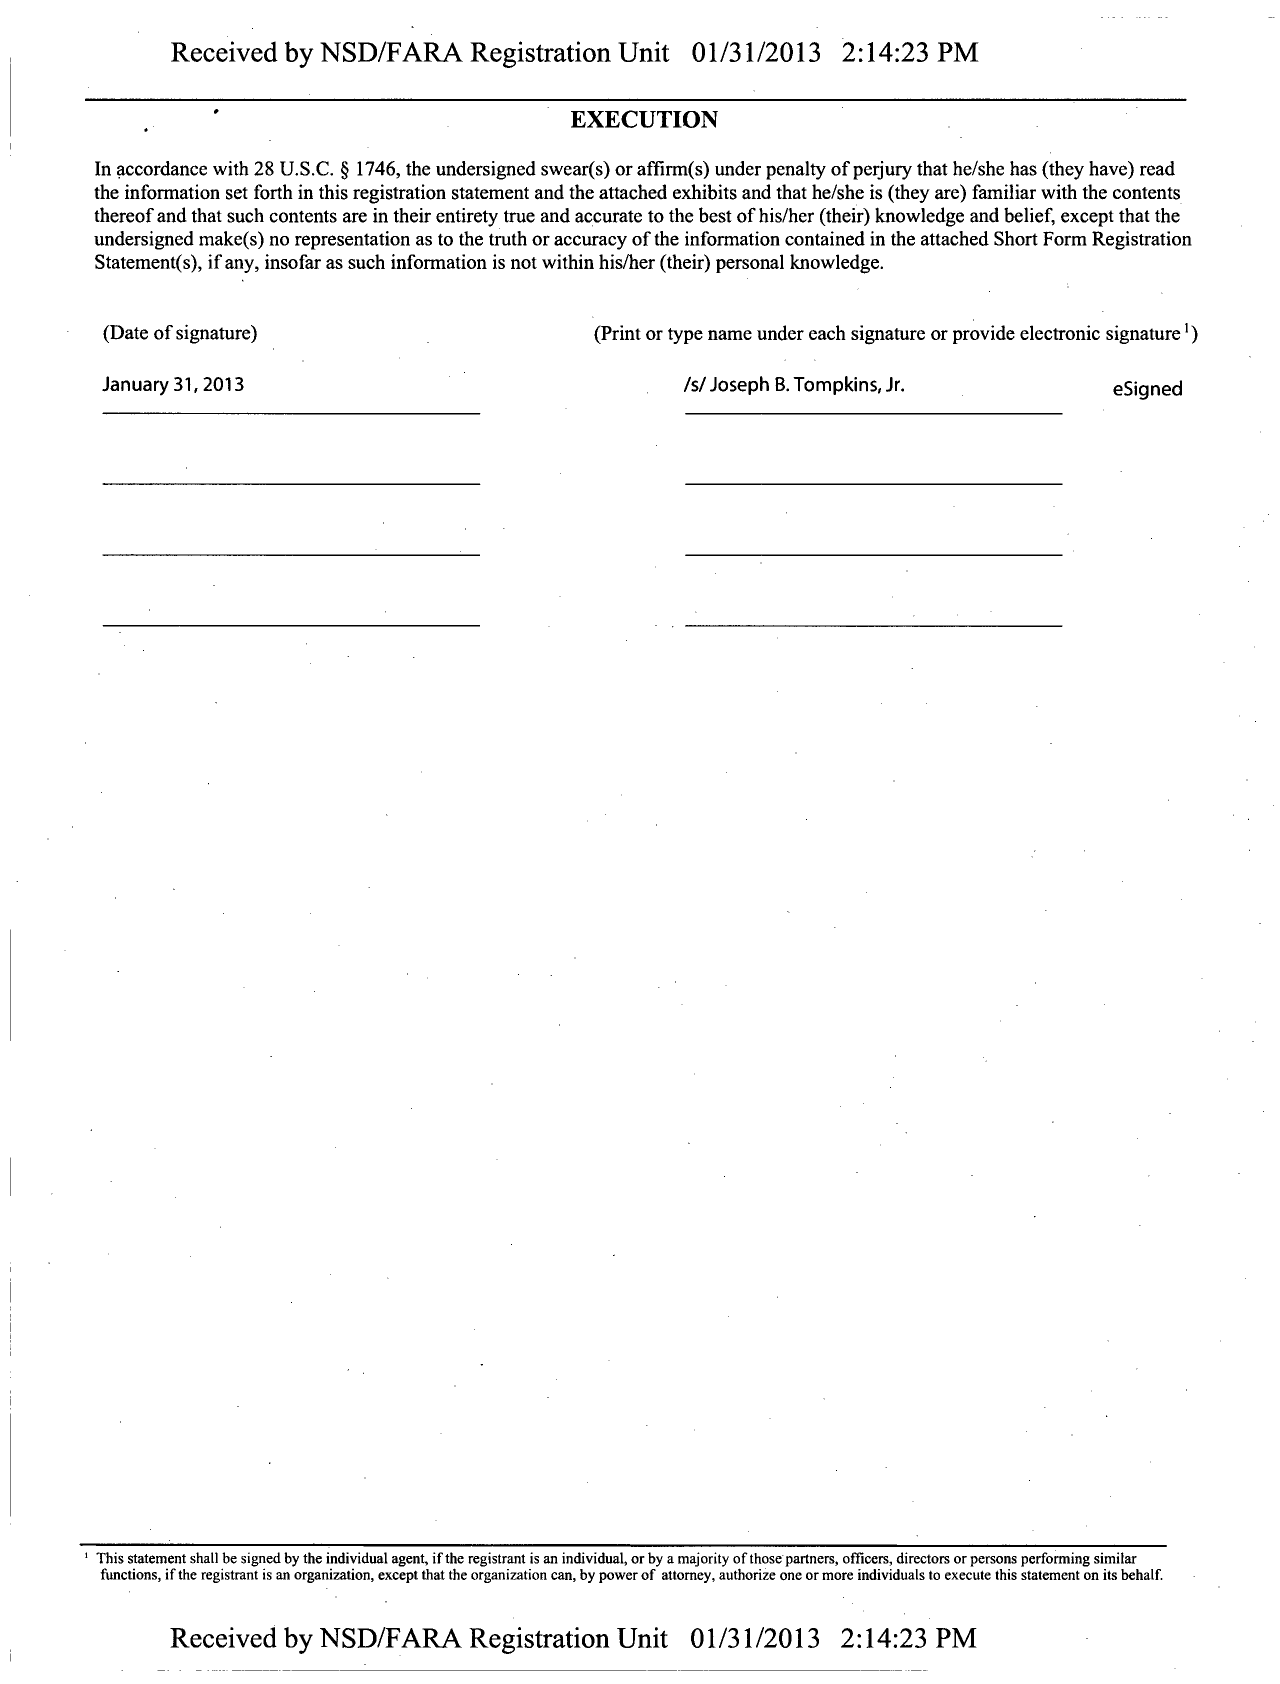 Received by NSD/FARA Registration Unit 01/31/2013 2:14:23 PM
EXECUTION
In accordance with 28 U.S.C. § 1746, the undersigned swear(s) or affirm(s) under penalty of perjury that he/she has (they have) read
the information set forth in this registration statement and the attached exhibits and that he/she is (they are) familiar with the contents
thereof and that such contents are in their entirety true and accurate to the best of his/her (their) knowledge and belief, except that the
undersigned make(s) no representation as to the truth or accuracy of the information contained in the attached Short Form Registration
Statement(s), if any, insofar as such information is not within his/her (their) personal knowledge.
(Date of signature) (Print or type name under each signature or provide electronic signature ¹)
January 31, 2013 /s/ Joseph B. Tompkins, Jr. eSigned
¹ This statement shall be signed by the individual agent, if the registrant is an individual, or by a majority of those partners, officers, directors or persons performing similar
functions, if the registrant is an organization, except that the organization can, by power of attorney, authorize one or more individuals to execute this statement on its behalf.
Received by NSD/FARA Registration Unit 01/31/2013 2:14:23 PM